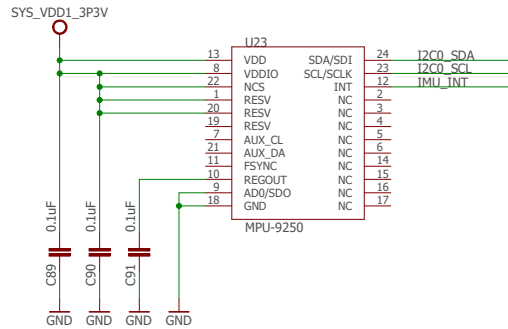 SYS_VDD1_3P3V
U23
13 VDD SDA/SDI 24 I2C0_SDA
8 VDDIO SCL/SCLK 23 I2C0_SCL
22 NCS INT 12 IMU_INT
1 RESV NC 2
20 RESV NC 3
19 RESV NC 4
7 AUX_CL NC 5
21 AUX_DA NC 6
11 FSYNC NC 14
10 REGOUT NC 15
9 AD0/SDO NC 16
18 GND NC 17
MPU-9250
0.1uF 0.1uF 0.1uF
C89 C90 C91
GND GND GND GND